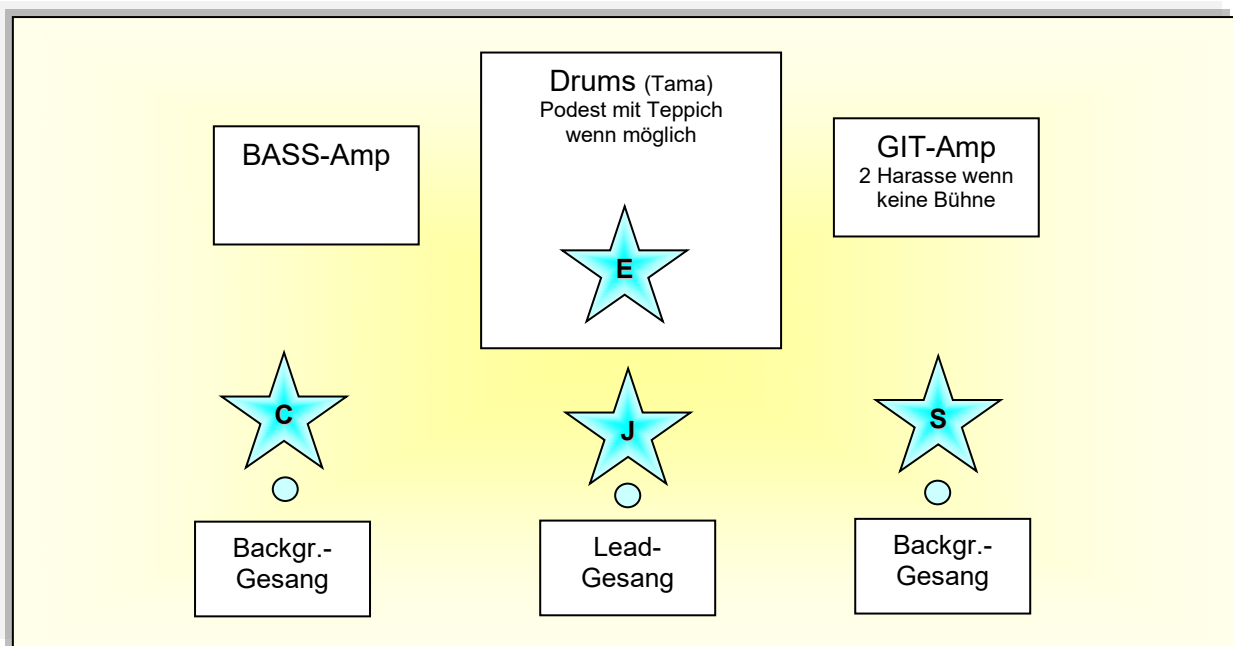 Drums (Tama)
Podest mit Teppich
wenn möglich
BASS-Amp
GIT-Amp
2 Harasse wenn
keine Bühne
E
C
J
S
Backgr.-
Gesang
Lead-
Gesang
Backgr.-
Gesang